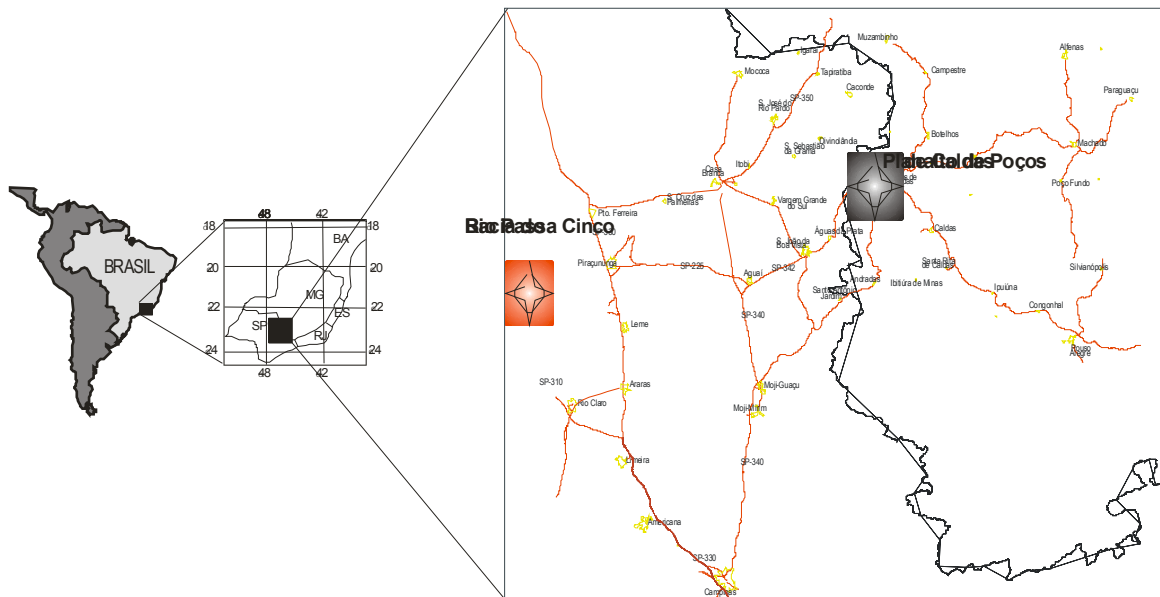 BRASIL
48
42
18
18
BA
20
20
MG
22
22
ES
SP
RJ
24
24
48
42
Muzambinho
Igaraí
Alfenas
Mococa
Tapiratiba
Campestre
Caconde
Paraguaçu
SP-350
S. José do
Rio Pardo
Botelhos
Divinolândia
Machado
S. Sebastião
da Grama
Itobi
Casa
Branca
Poço Fundo
S. Cruz das
Palmeiras
Vargem Grande
do Sul
Pto. Ferreira
Caldas
Águas da Prata
S. João da
Boa Vista
Piraçununga
SP-225
SP-342
Aguaí
Santa Rita
de Caldas
Silvianópolis
Andradas
Ibitiúra de Minas
Santo Antônio
Jardim
Ipuiúna
Congonhal
SP-340
Leme
Pouso
Alegre
SP-310
Araras
Moji-Guaçu
Rio Claro
Moji-Mirim
Limeira
SP-340
Americana
SP-330
Campinas